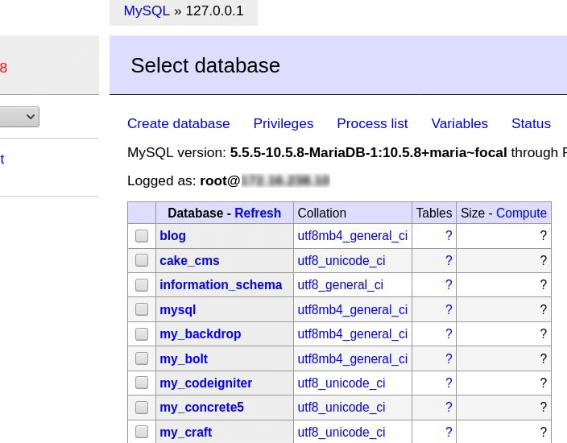 MySQL » 127.0.0.1
8
Select database
Create database Privileges Process list Variables Status
t
MySQL version: 5.5.5-10.5.8-MariaDB-1:10.5.8+maria~focal through
Logged as: root@
Database - Refresh Collation Tables Size - Compute
blog utf8mb4_general_ci ? ?
cake_cms utf8_unicode_ci ? ?
information_schema utf8_general_ci ? ?
mysql utf8mb4_general_ci ? ?
my_backdrop utf8mb4_general_ci ? ?
my_bolt utf8mb4_general_ci ? ?
my_codeigniter utf8_unicode_ci ? ?
my_concrete5 utf8_unicode_ci ? ?
my_craft utf8_unicode_ci ? ?